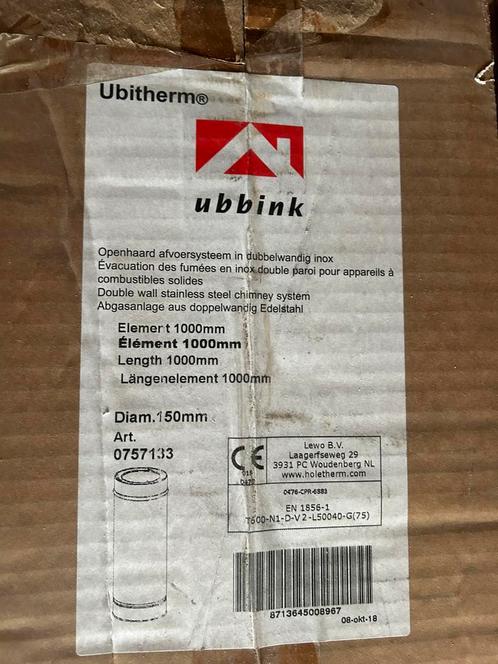 Ubitherm®
ubbink
Openhaard afvoersysteem in dubbelwandig inox
Évacuation des fumées en inox double paroi pour appareils à
combustibles solides
Double wall stainless steel chimney system
Abgasanlage aus doppelwandig Edelstahl
Element 1000mm
Élément 1000mm
Length 1000mm
Längenelement 1000mm
Diam.150mm
Art.
0757133
CE
0476
Lewo B.V.
Laagerfseweg 29
3931 PC Woudenberg NL
www.holetherm.com
0476-CPR-6883
EN 1856-1
T600-N1-D-V2-L50040-G(75)
8713645008967
08-okt-18